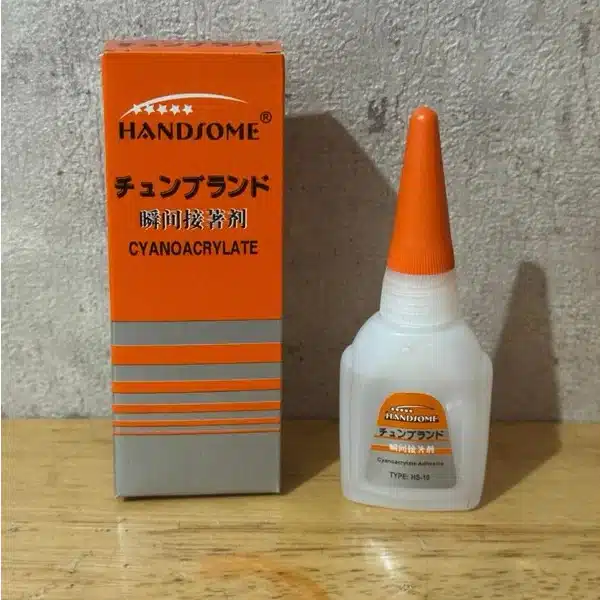 HANDSOME®
チュンブランド
瞬间接著剂
CYANOACRYLATE
HANDSOME
チュンブランド
瞬间接著剂
Cyanoacrylate Adhesive
TYPE: HS-10